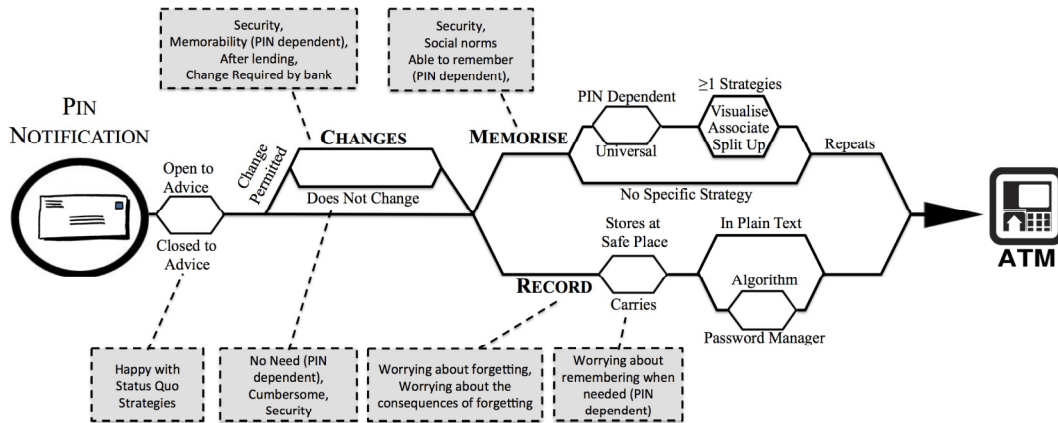 Security,
Memorability (PIN dependent),
After lending,
Change Required by bank
Security,
Social norms
Able to remember
(PIN dependent),
PIN
NOTIFICATION
Open to
Advice
Closed to
Advice
Change
Permitted
CHANGES
Does Not Change
MEMORISE
PIN Dependent
Universal
≥1 Strategies
Visualise
Associate
Split Up
Repeats
No Specific Strategy
RECORD
Stores at
Safe Place
Carries
In Plain Text
Algorithm
Password Manager
ATM
Happy with
Status Quo
Strategies
No Need (PIN
dependent),
Cumbersome,
Security
Worrying about forgetting,
Worrying about the
consequences of forgetting
Worrying about
remembering when
needed (PIN
dependent)